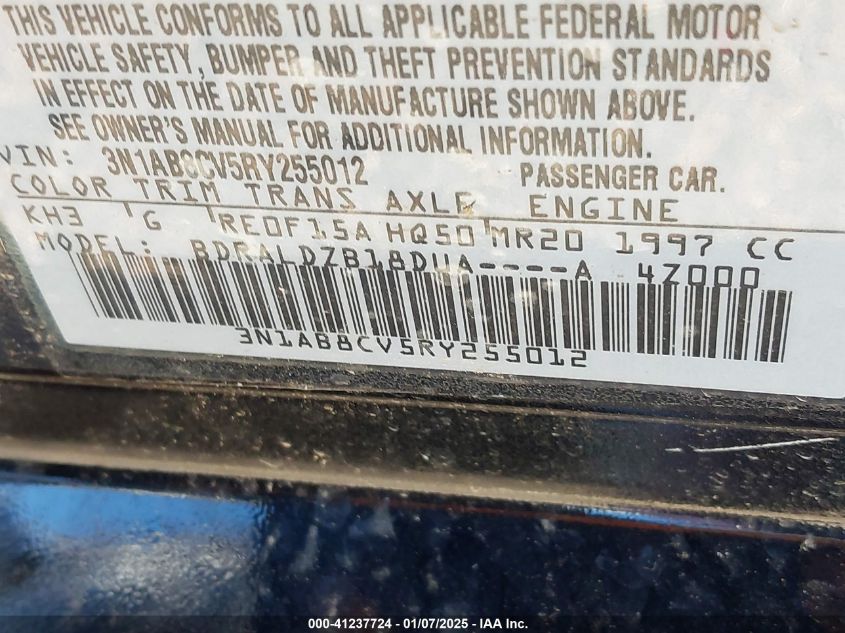 THIS VEHICLE CONFORMS TO ALL APPLICABLE FEDERAL MOTOR
VEHICLE SAFETY, BUMPER AND THEFT PREVENTION STANDARDS
IN EFFECT ON THE DATE OF MANUFACTURE SHOWN ABOVE.
SEE OWNER'S MANUAL FOR ADDITIONAL INFORMATION.
VIN: 3N1AB8CV5RY255012 PASSENGER CAR.
COLOR TRIM TRANS AXLE ENGINE
KH3 G RE0F15A HQ50 MR20 1997 CC
MODEL: BDRALDZB18DUA----A 4Z000
3N1AB8CV5RY255012
000-41237724 - 01/07/2025 - IAA, Inc.